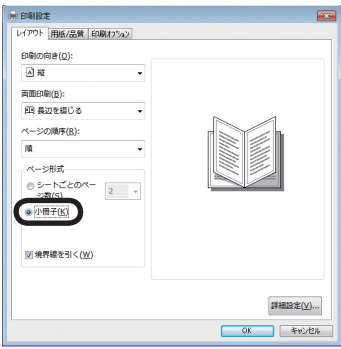 印刷設定
レイアウト 用紙/品質 印刷オプション
印刷の向き(O):
A 縦
両面印刷(B):
長辺を綴じる
ページの順序(R):
順
ページ形式
シートごとのペー
ジ数(S)
2
小冊子(K)
境界線を引く(W)
詳細設定(V)...
OK キャンセル